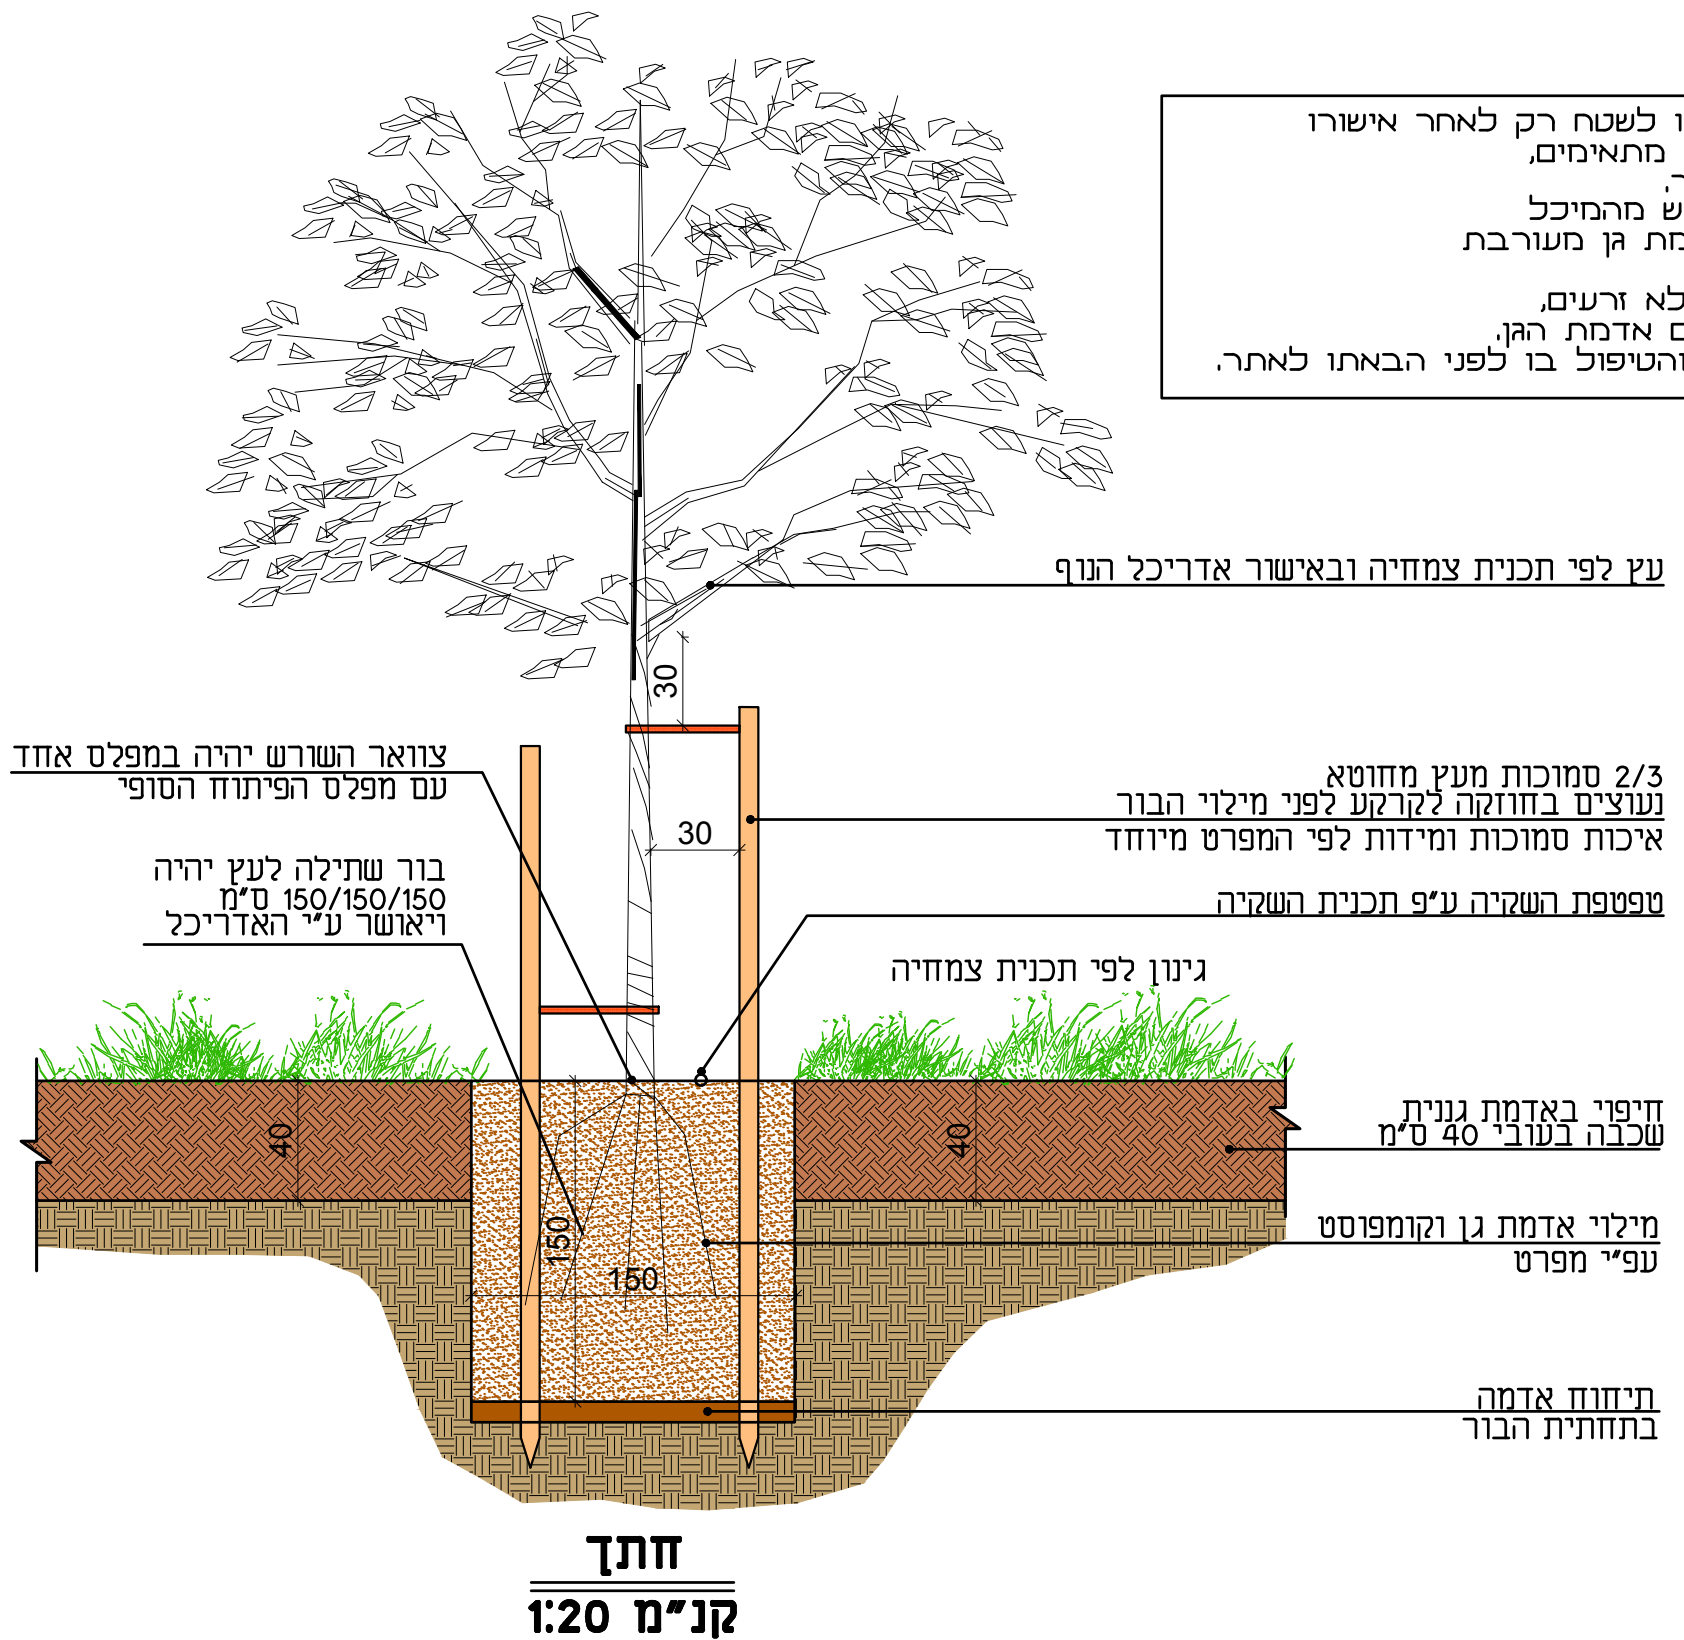 ו לשטח רק לאחר אישורו
מתאימים,
ר.
ש מהמיכל
מת גן מעורבת
לא זרעים,
ם אדמת הגן.
והטיפול בו לפני הבאתו לאתר.
עץ לפי תכנית צמחיה ובאישור אדריכל הנוף
30
צוואר השורש יהיה במפלס אחד
עם מפלס הפיתוח הסופי
2/3 סמוכות מעץ מחוטא
נעוצים בחוזקה לקרקע לפני מילוי הבור
איכות סמוכות ומידות לפי המפרט מיוחד
30
בור שתילה לעץ יהיה
150/150/150 ס"מ
ויאושר ע"י האדריכל
טפטפת השקיה ע"פ תכנית השקיה
גינון לפי תכנית צמחיה
חיפוי באדמת גננית
שכבה בעובי 40 ס"מ
40
40
מילוי אדמת גן וקומפוסט
עפ"י מפרט
150
150
תיחוח אדמה
בתחתית הבור
חתך
קנ"מ 1:20